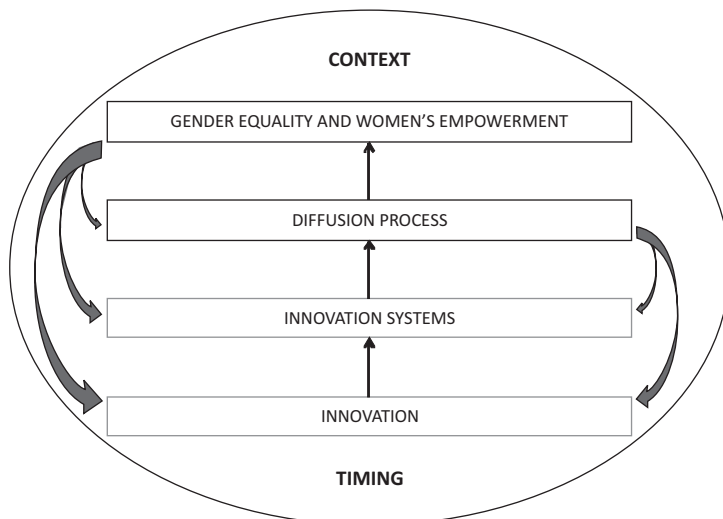 CONTEXT
GENDER EQUALITY AND WOMEN’S EMPOWERMENT
DIFFUSION PROCESS
INNOVATION SYSTEMS
INNOVATION
TIMING